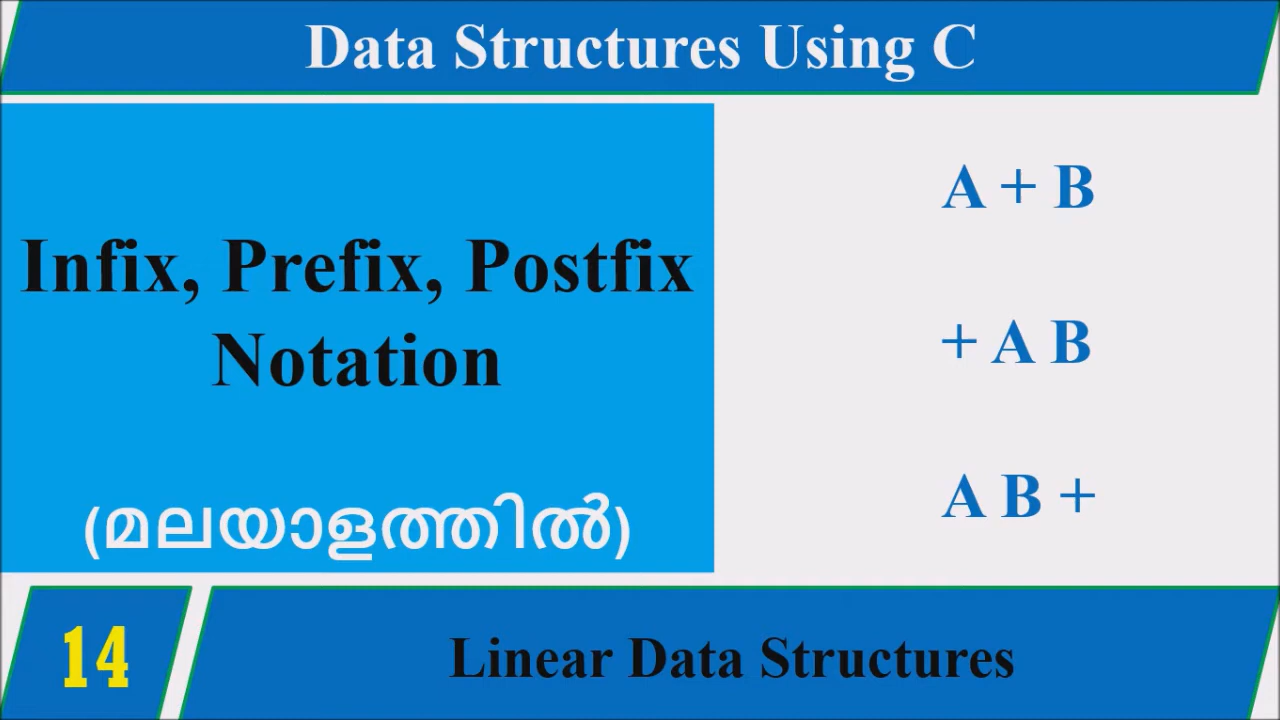 Data Structures Using C
Infix, Prefix, Postfix
Notation
(മലയാളത്തിൽ)
A + B
+ A B
A B +
14
Linear Data Structures